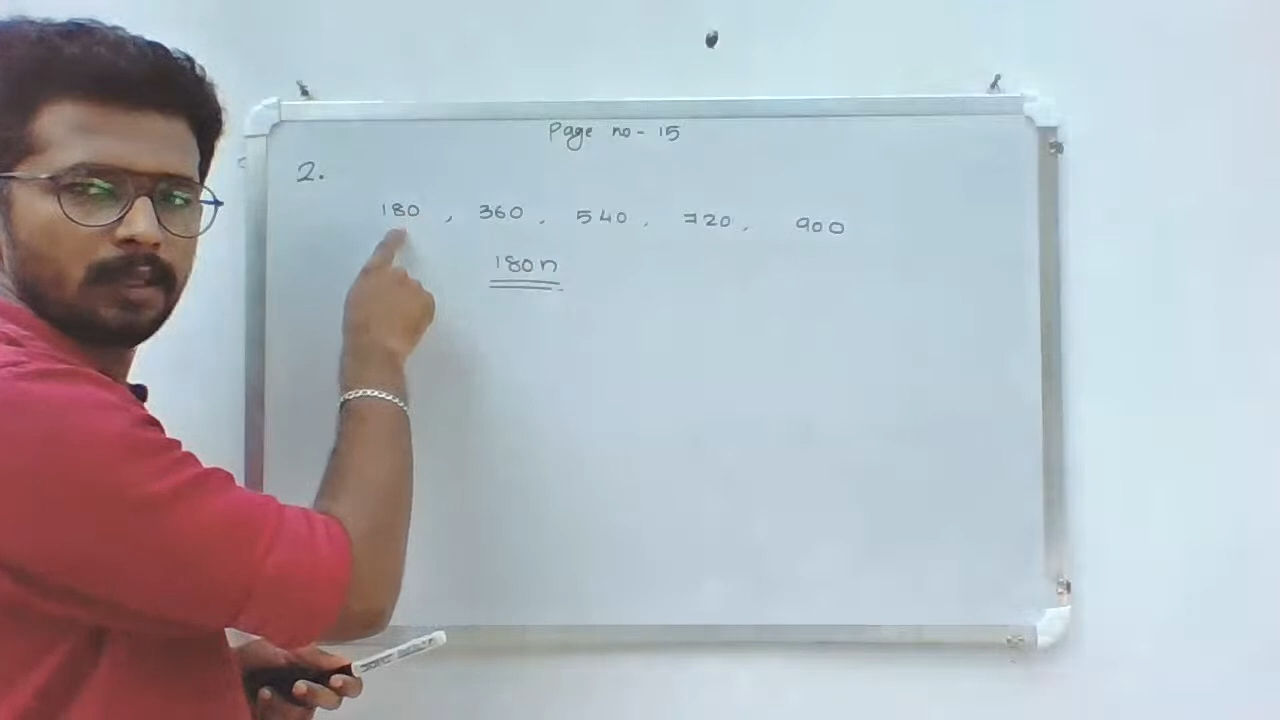 Page no - 15
2.
180 , 360 , 540 , 720 , 900
180n